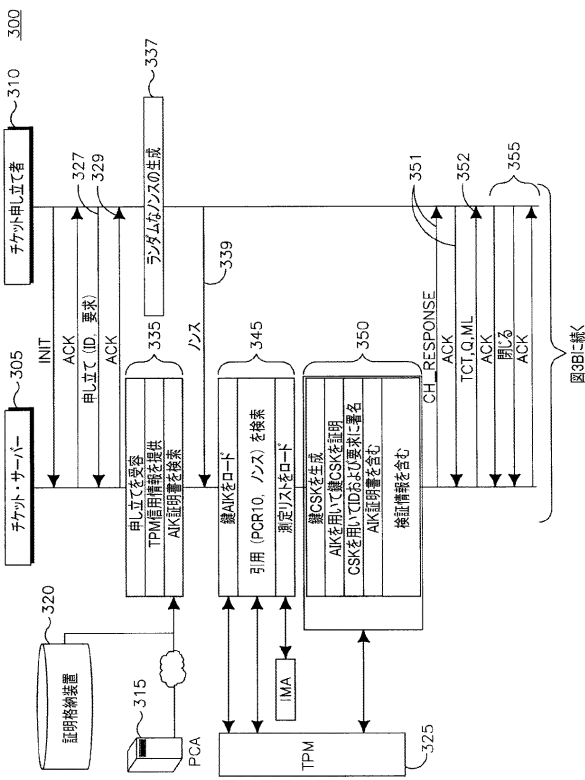 300
チケット・サーバー
305
チケット申し立て者
310
INIT
ACK
申し立て (ID, 要求)
327
ACK
329
証明格納装置
320
PCA
315
申し立てを受容
TPM信用情報を提供
AIK証明書を検索
335
ランダムなノンスの生成
337
ノンス
339
鍵AIKをロード
引用 (PCR10, ノンス) を検索
測定リストをロード
345
IMA
TPM
325
鍵CSKを生成
AIKを用いて鍵CSKを証明
CSKを用いてIDおよび要求に署名
AIK証明書を含む
検証情報を含む
350
CH_RESPONSE
ACK
351
TCT,Q,ML
352
ACK
閉じる
ACK
355
図3Bに続く